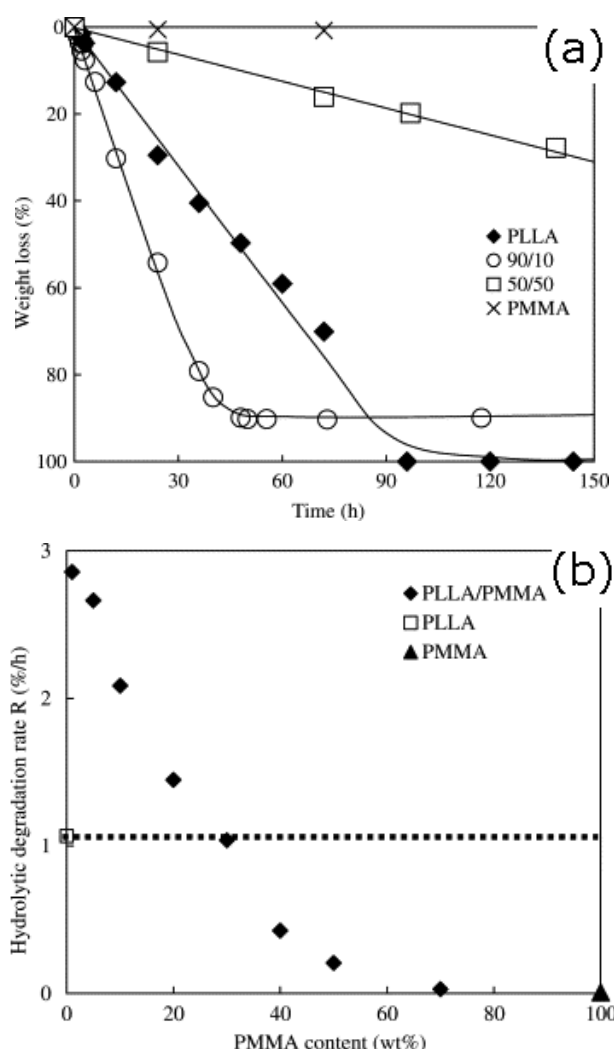 (a)
0
20
40
60
80
100
Weight loss (%)
PLLA
90/10
50/50
PMMA
0
30
60
90
120
150
Time (h)
(b)
3
2
1
0
Hydrolytic degradation rate R (%/h)
PLLA/PMMA
PLLA
PMMA
0
20
40
60
80
100
PMMA content (wt%)